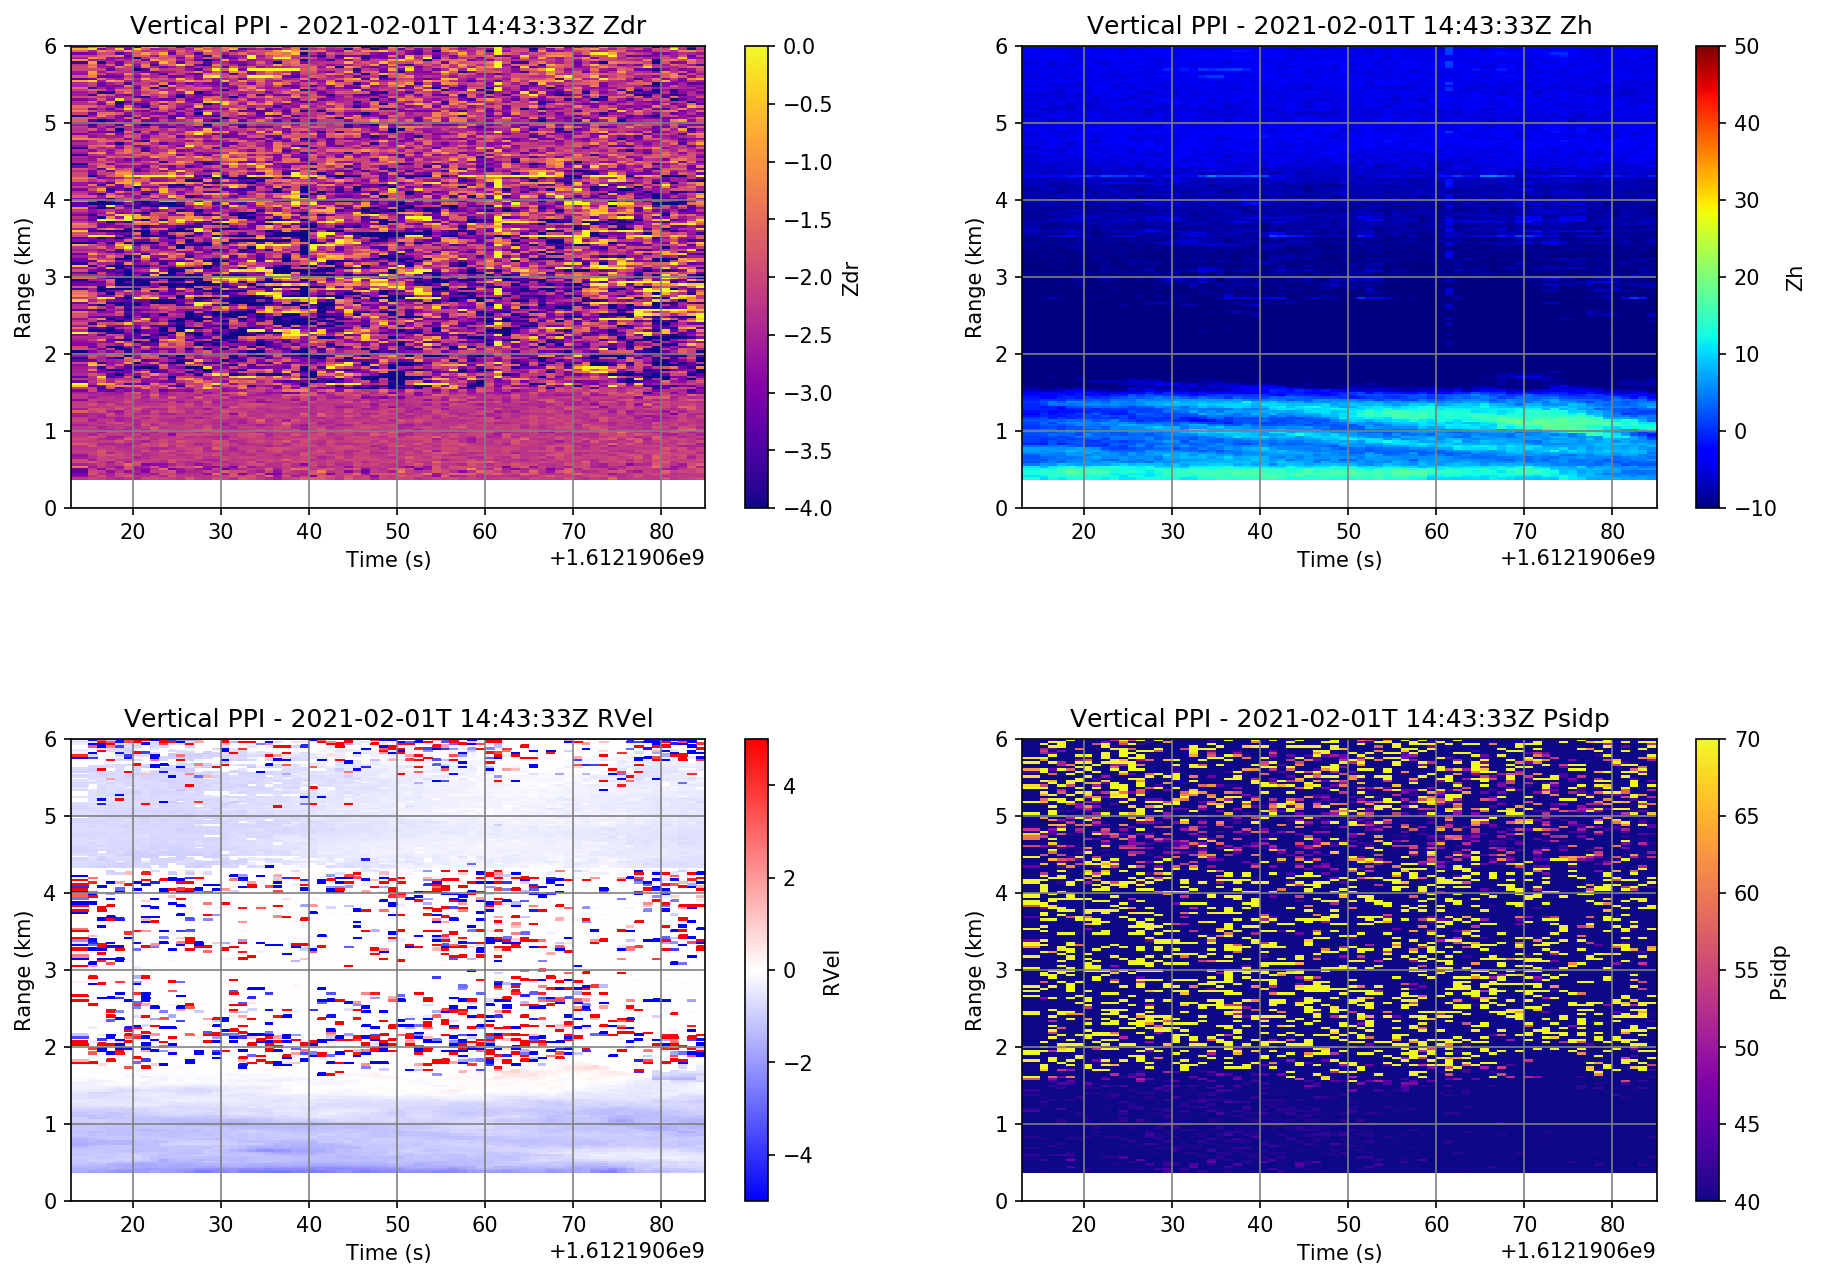 Vertical PPI - 2021-02-01T 14:43:33Z Zdr
6
5
4
3
2
1
0
Range (km)
20 30 40 50 60 70 80
Time (s)
+1.6121906e9
0.0
−0.5
−1.0
−1.5
−2.0
−2.5
−3.0
−3.5
−4.0
Zdr
Vertical PPI - 2021-02-01T 14:43:33Z Zh
6
5
4
3
2
1
0
Range (km)
20 30 40 50 60 70 80
Time (s)
+1.6121906e9
50
40
30
20
10
0
−10
Zh
Vertical PPI - 2021-02-01T 14:43:33Z RVel
6
5
4
3
2
1
0
Range (km)
20 30 40 50 60 70 80
Time (s)
+1.6121906e9
4
2
0
−2
−4
RVel
Vertical PPI - 2021-02-01T 14:43:33Z Psidp
6
5
4
3
2
1
0
Range (km)
20 30 40 50 60 70 80
Time (s)
+1.6121906e9
70
65
60
55
50
45
40
Psidp